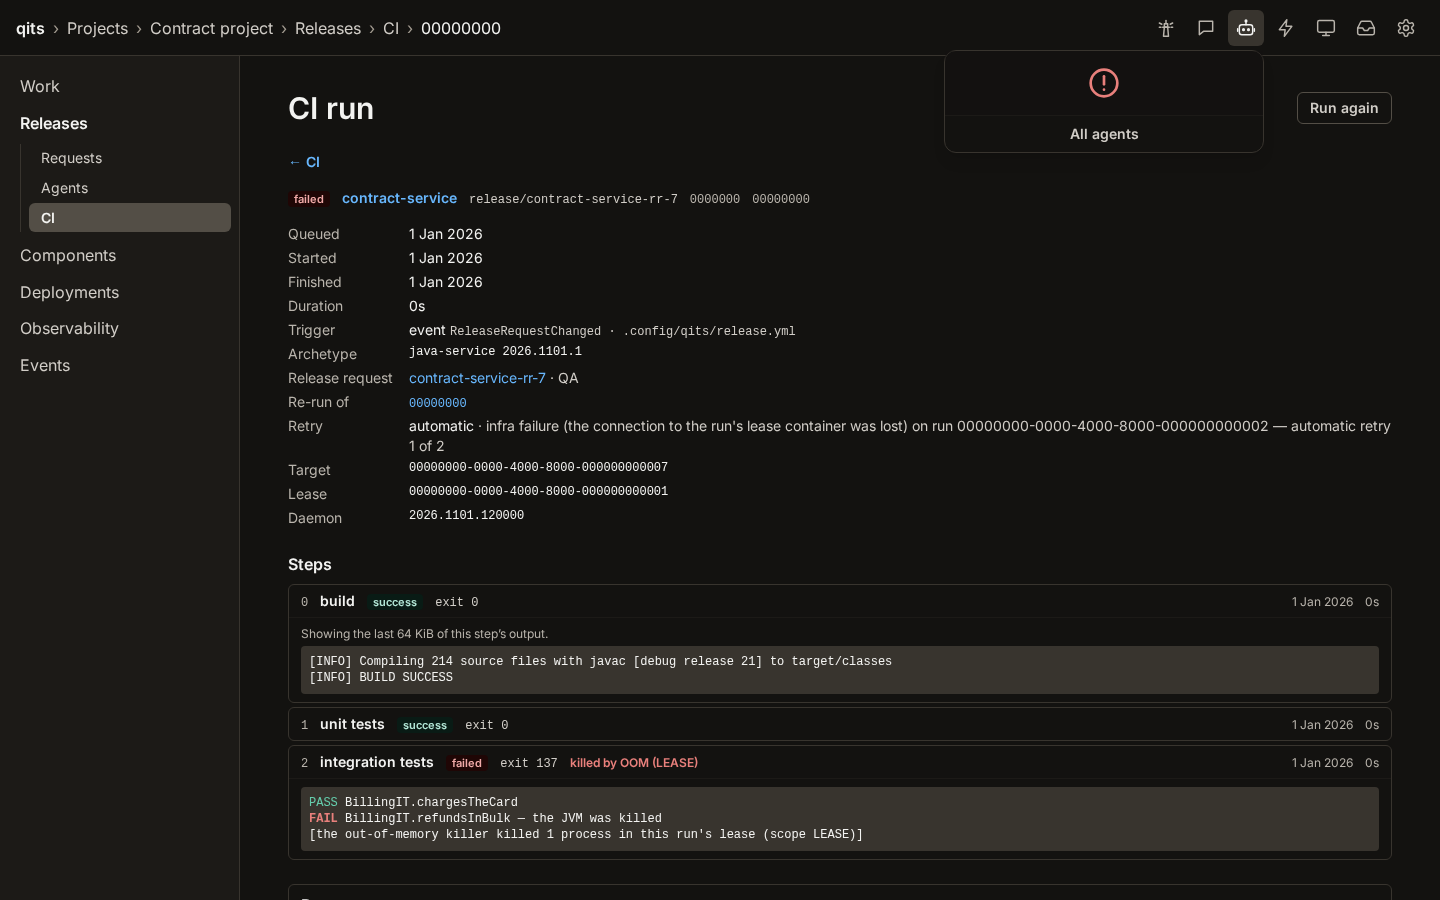 qits › Projects › Contract project › Releases › CI › 00000000
All agents
Work
Releases
Requests
Agents
CI
Components
Deployments
Observability
Events
CI run
Run again
← CI
failed contract-service release/contract-service-rr-7 0000000 00000000
Queued 1 Jan 2026
Started 1 Jan 2026
Finished 1 Jan 2026
Duration 0s
Trigger event ReleaseRequestChanged · .config/qits/release.yml
Archetype java-service 2026.1101.1
Release request contract-service-rr-7 · QA
Re-run of 00000000
Retry automatic · infra failure (the connection to the run's lease container was lost) on run 00000000-0000-4000-8000-000000000002 — automatic retry
1 of 2
Target 00000000-0000-4000-8000-000000000007
Lease 00000000-0000-4000-8000-000000000001
Daemon 2026.1101.120000
Steps
0 build success exit 0 1 Jan 2026 0s
Showing the last 64 KiB of this step’s output.
[INFO] Compiling 214 source files with javac [debug release 21] to target/classes
[INFO] BUILD SUCCESS
1 unit tests success exit 0 1 Jan 2026 0s
2 integration tests failed exit 137 killed by OOM (LEASE) 1 Jan 2026 0s
PASS BillingIT.chargesTheCard
FAIL BillingIT.refundsInBulk — the JVM was killed
[the out-of-memory killer killed 1 process in this run's lease (scope LEASE)]